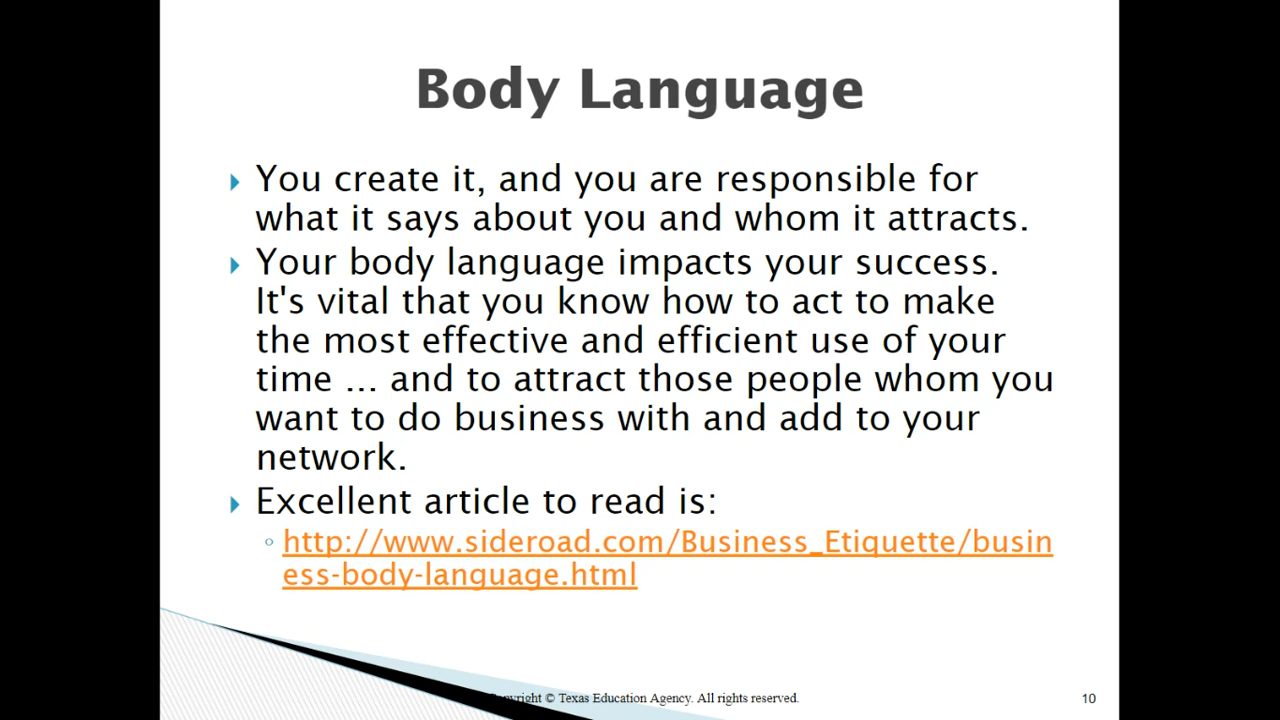 Body Language
You create it, and you are responsible for
what it says about you and whom it attracts.
Your body language impacts your success.
It's vital that you know how to act to make
the most effective and efficient use of your
time ... and to attract those people whom you
want to do business with and add to your
network.
Excellent article to read is:
http://www.sideroad.com/Business_Etiquette/busin
ess-body-language.html
© Texas Education Agency. All rights reserved.
10